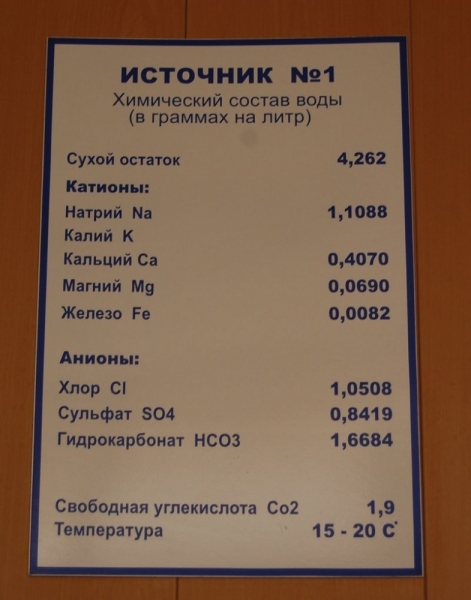 ИСТОЧНИК №1
Химический состав воды
(в граммах на литр)
Сухой остаток 4,262
Катионы:
Натрий Na 1,1088
Калий K
Кальций Ca 0,4070
Магний Mg 0,0690
Железо Fe 0,0082
Анионы:
Хлор Cl 1,0508
Сульфат SO4 0,8419
Гидрокарбонат HCO3 1,6684
Свободная углекислота Co2 1,9
Температура 15 - 20 C°